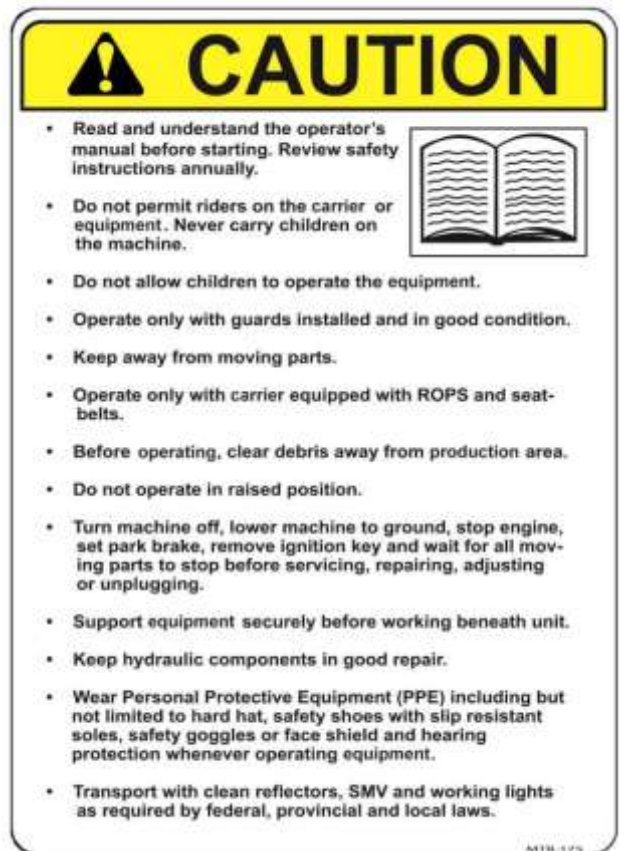 CAUTION
• Read and understand the operator's
manual before starting. Review safety
instructions annually.
• Do not permit riders on the carrier or
equipment. Never carry children on
the machine.
• Do not allow children to operate the equipment.
• Operate only with guards installed and in good condition.
• Keep away from moving parts.
• Operate only with carrier equipped with ROPS and seat-
belts.
• Before operating, clear debris away from production area.
• Do not operate in raised position.
• Turn machine off, lower machine to ground, stop engine,
set park brake, remove ignition key and wait for all mov-
ing parts to stop before servicing, repairing, adjusting
or unplugging.
• Support equipment securely before working beneath unit.
• Keep hydraulic components in good repair.
• Wear Personal Protective Equipment (PPE) including but
not limited to hard hat, safety shoes with slip resistant
soles, safety goggles or face shield and hearing
protection whenever operating equipment.
• Transport with clean reflectors, SMV and working lights
as required by federal, provincial and local laws.